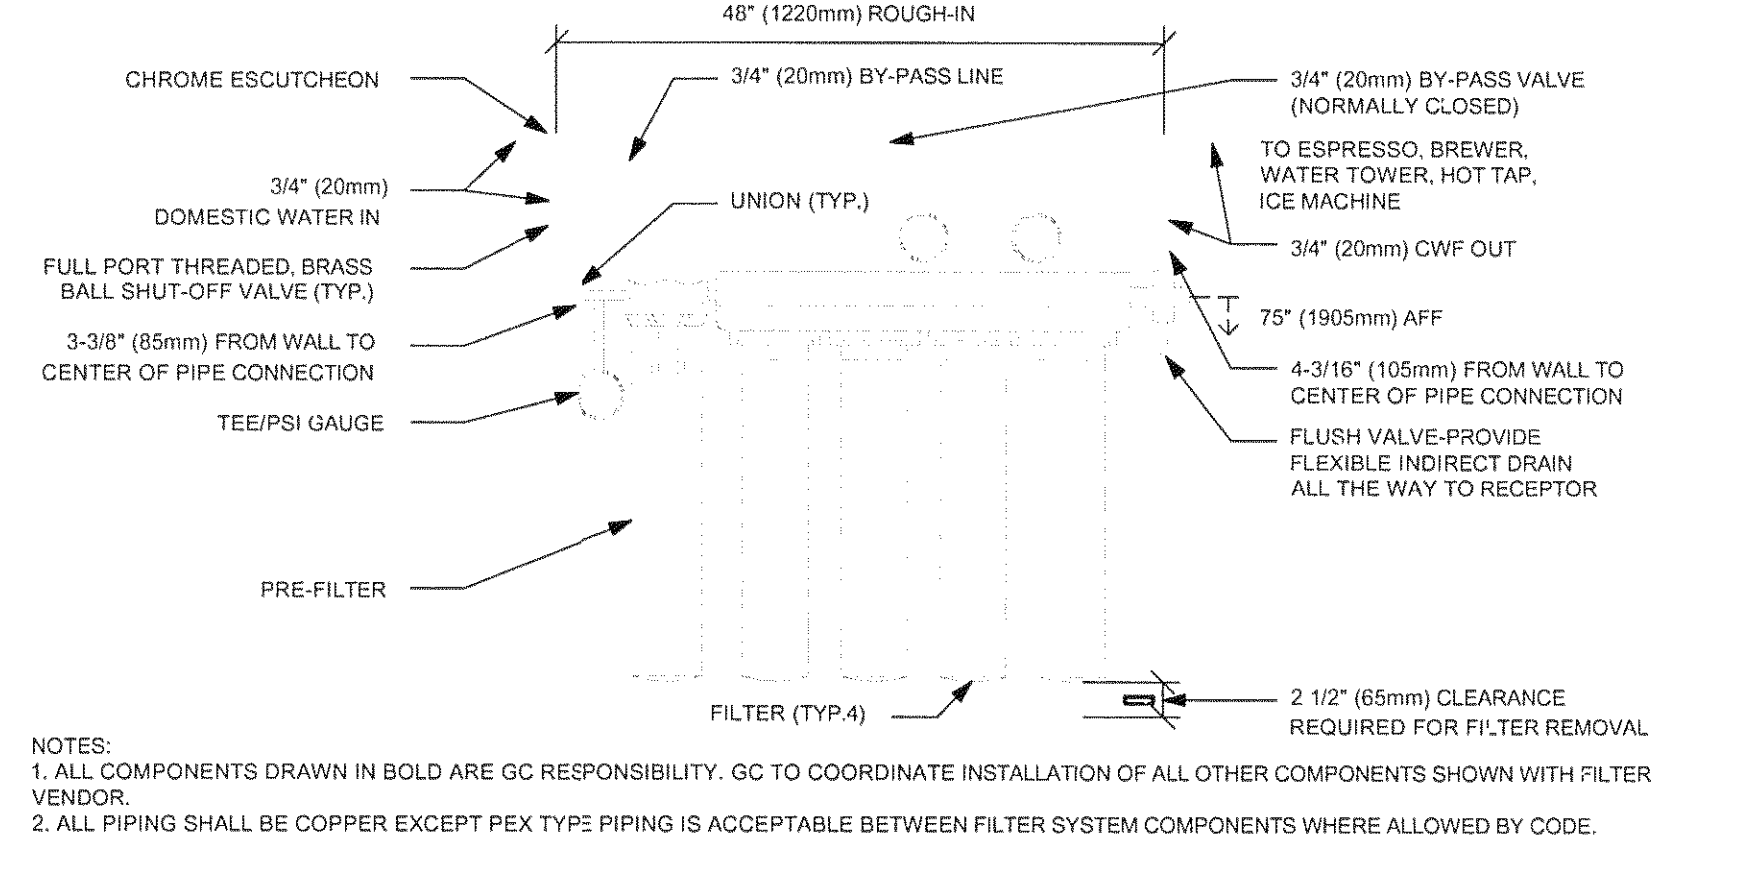 48" (1220mm) ROUGH-IN
CHROME ESCUTCHEON
3/4" (20mm) BY-PASS LINE
3/4" (20mm) BY-PASS VALVE
(NORMALLY CLOSED)
TO ESPRESSO, BREWER,
WATER TOWER, HOT TAP,
ICE MACHINE
3/4" (20mm)
DOMESTIC WATER IN
UNION (TYP.)
3/4" (20mm) CWF OUT
FULL PORT THREADED, BRASS
BALL SHUT-OFF VALVE (TYP.)
75" (1905mm) AFF
3-3/8" (85mm) FROM WALL TO
CENTER OF PIPE CONNECTION
4-3/16" (105mm) FROM WALL TO
CENTER OF PIPE CONNECTION
TEE/PSI GAUGE
FLUSH VALVE-PROVIDE
FLEXIBLE INDIRECT DRAIN
ALL THE WAY TO RECEPTOR
PRE-FILTER
FILTER (TYP.4)
2 1/2" (65mm) CLEARANCE
REQUIRED FOR FILTER REMOVAL
NOTES:
1. ALL COMPONENTS DRAWN IN BOLD ARE GC RESPONSIBILITY. GC TO COORDINATE INSTALLATION OF ALL OTHER COMPONENTS SHOWN WITH FILTER
VENDOR.
2. ALL PIPING SHALL BE COPPER EXCEPT PEX TYPE PIPING IS ACCEPTABLE BETWEEN FILTER SYSTEM COMPONENTS WHERE ALLOWED BY CODE.